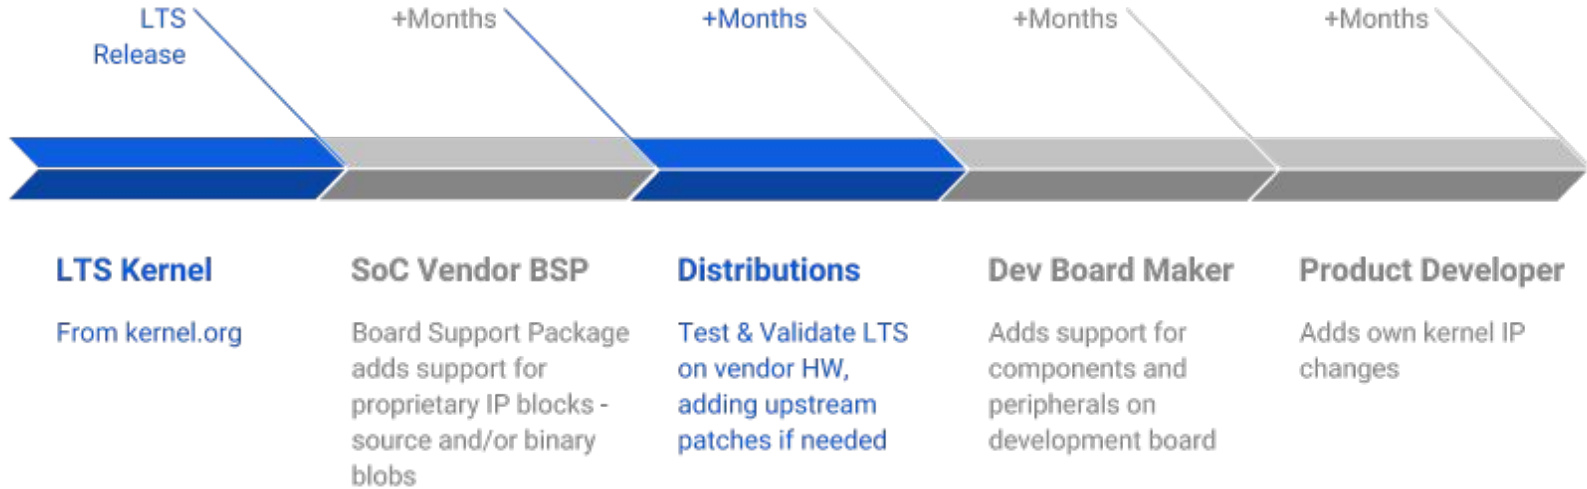 LTS
Release
+Months
+Months
+Months
+Months
LTS Kernel
From kernel.org
SoC Vendor BSP
Board Support Package
adds support for
proprietary IP blocks -
source and/or binary
blobs
Distributions
Test & Validate LTS
on vendor HW,
adding upstream
patches if needed
Dev Board Maker
Adds support for
components and
peripherals on
development board
Product Developer
Adds own kernel IP
changes